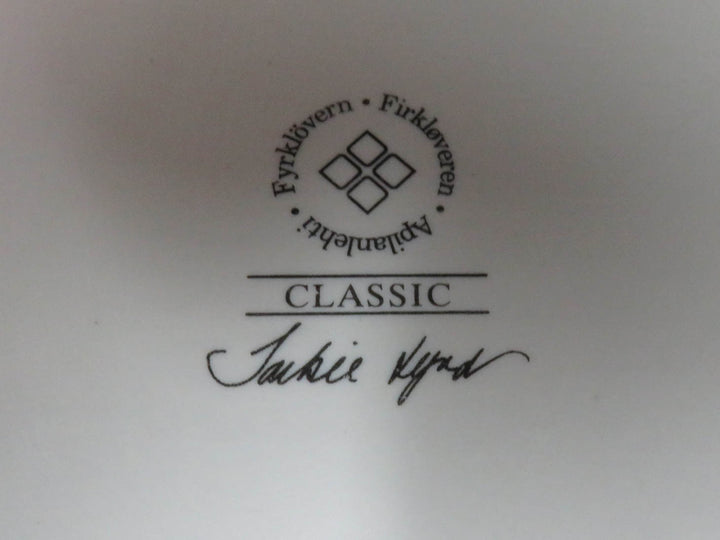 Fyrklövern • Firkløveren • Apilanlehti •
CLASSIC
Jackie Lynd